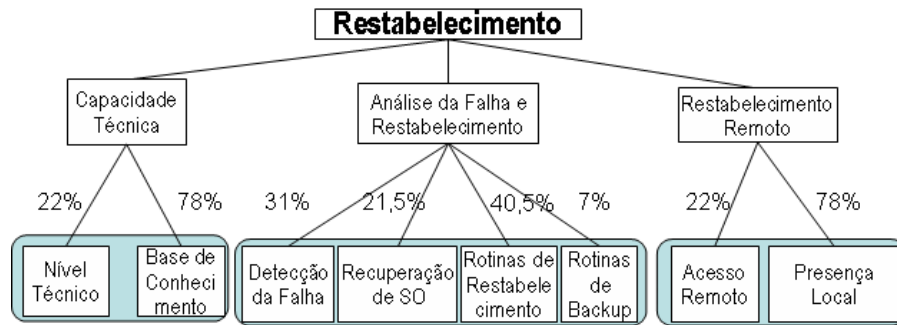 Restabelecimento
Capacidade
Técnica
Análise da Falha e
Restabelecimento
Restabelecimento
Remoto
22%
78%
31%
21,5%
40,5%
7%
22%
78%
Nível
Técnico
Base de
Conheci
mento
Detecção
da Falha
Recuperação
de SO
Rotinas de
Restabele
cimento
Rotinas
de
Backup
Acesso
Remoto
Presença
Local